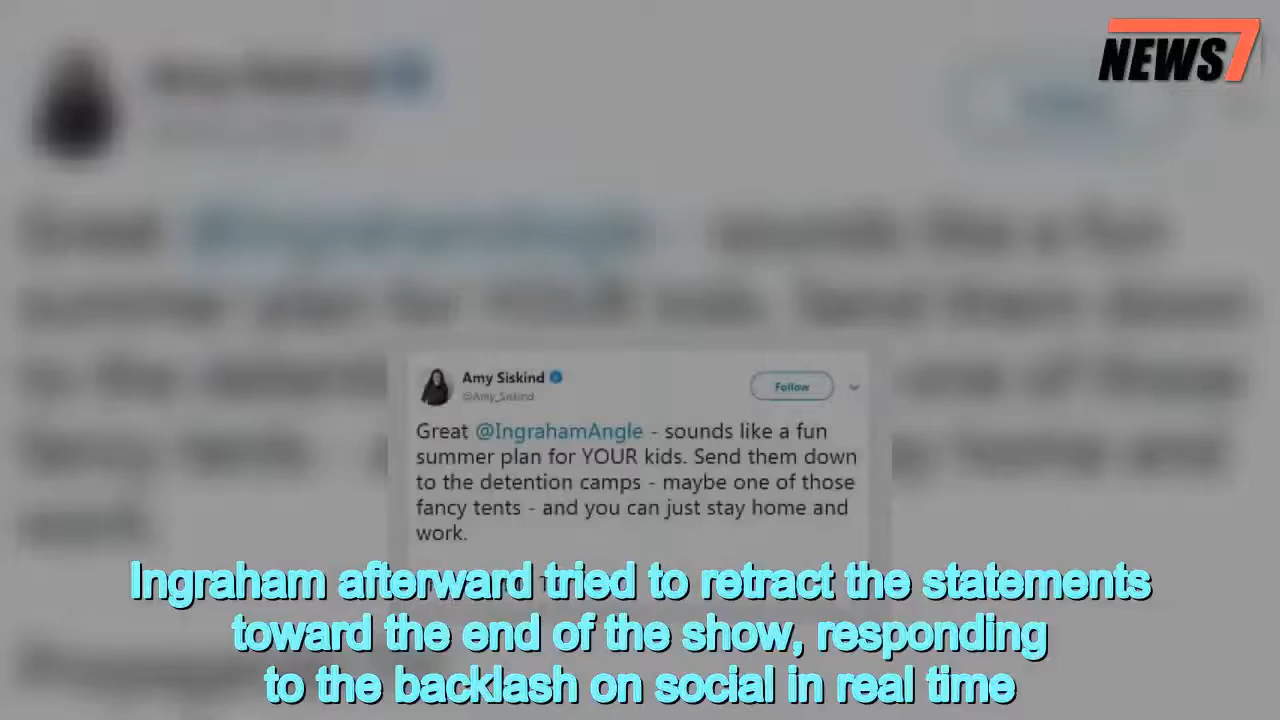 NEWS7
Amy Siskind
@Amy_Siskind
Follow
Great @IngrahamAngle - sounds like a fun
summer plan for YOUR kids. Send them down
to the detention camps - maybe one of those
fancy tents - and you can just stay home and
work.
Ingraham afterward tried to retract the statements
toward the end of the show, responding
to the backlash on social in real time